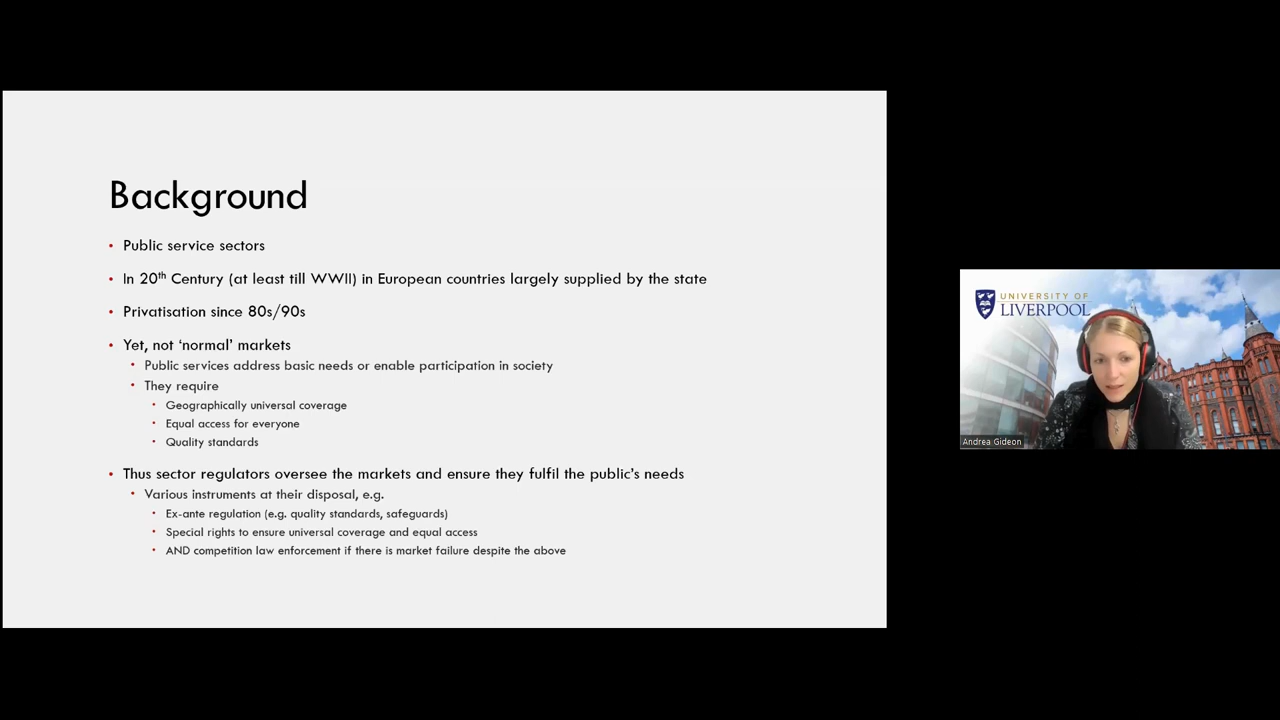 Background
• Public service sectors
• In 20th Century (at least till WWII) in European countries largely supplied by the state
• Privatisation since 80s/90s
• Yet, not ‘normal’ markets
• Public services address basic needs or enable participation in society
• They require
• Geographically universal coverage
• Equal access for everyone
• Quality standards
• Thus sector regulators oversee the markets and ensure they fulfil the public’s needs
• Various instruments at their disposal, e.g.
• Ex-ante regulation (e.g. quality standards, safeguards)
• Special rights to ensure universal coverage and equal access
• AND competition law enforcement if there is market failure despite the above
UNIVERSITY OF
LIVERPOOL
Andrea Gideon